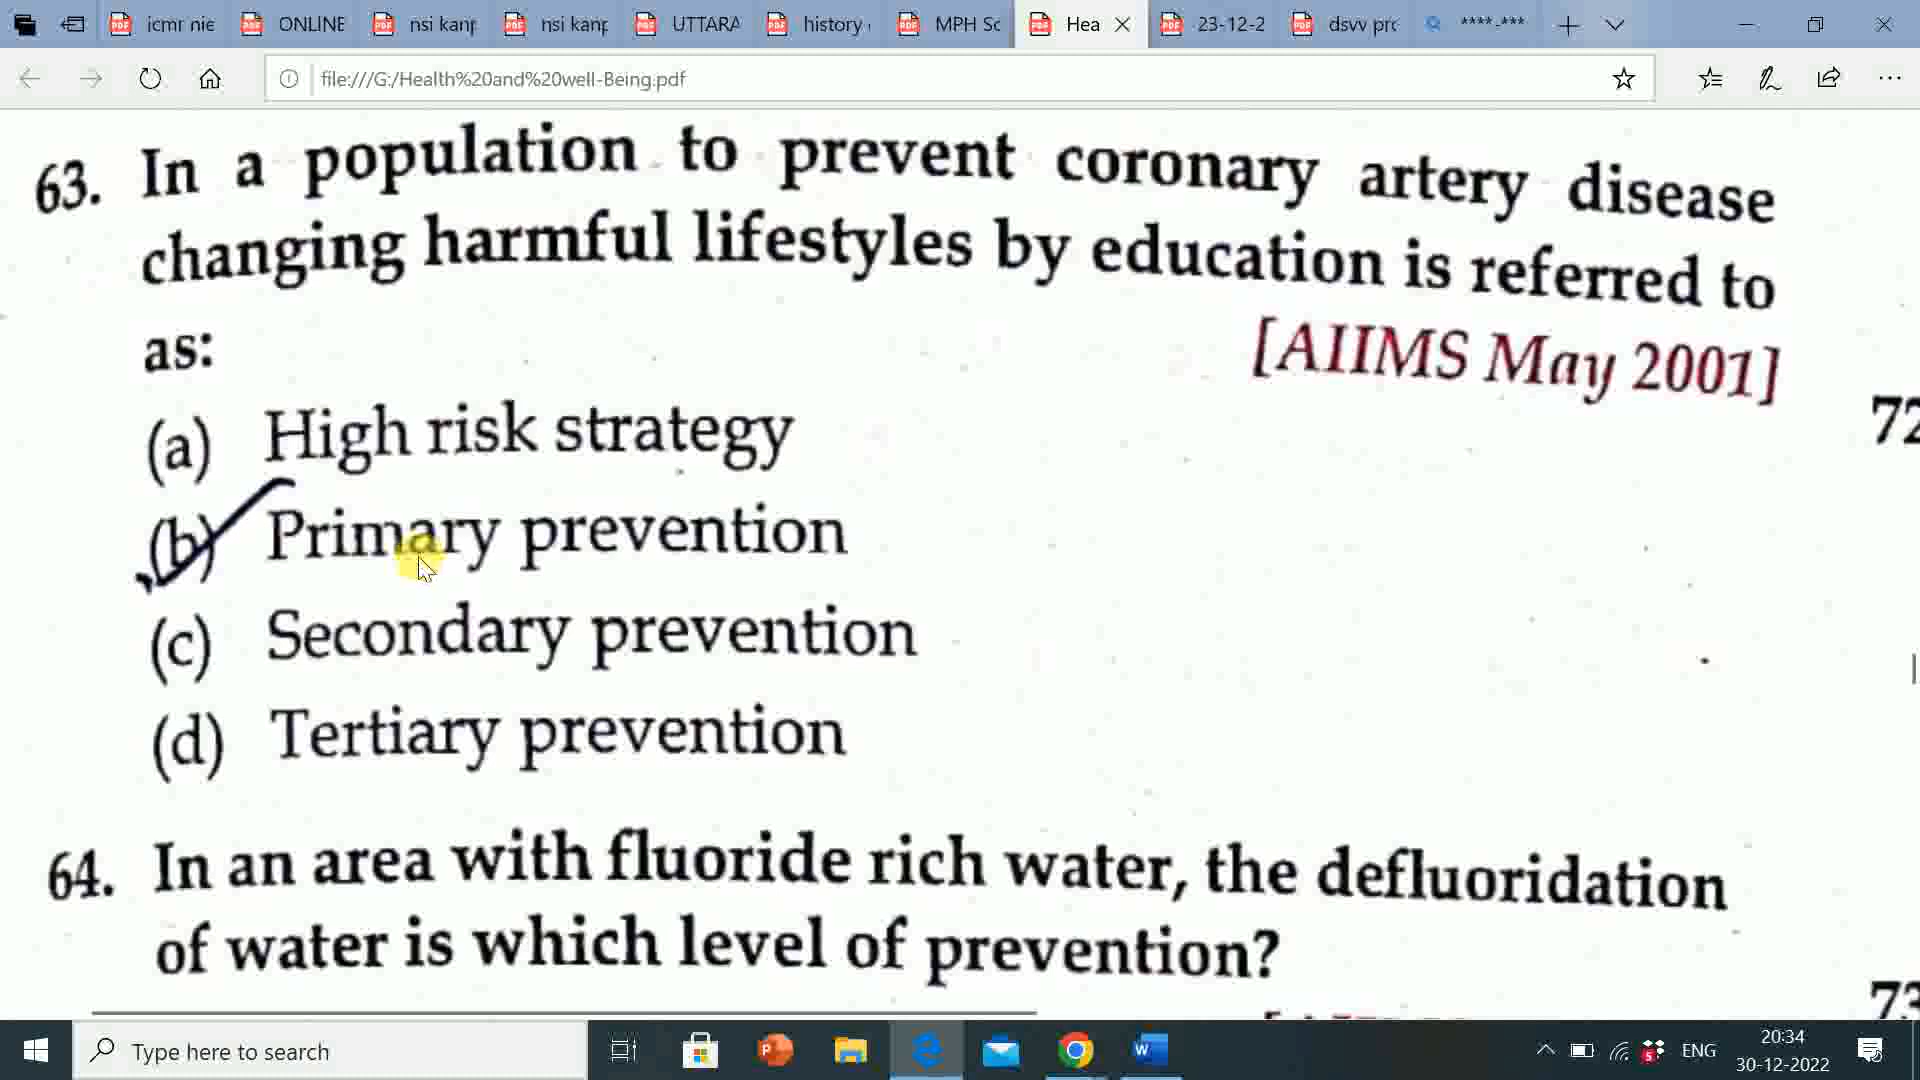 icmr nie
ONLINE
nsi kanp
nsi kanp
UTTARA
history
MPH Sc
Hea
23-12-2
dsvv pro
****-***
file:///G:/Health%20and%20well-Being.pdf
63. In a population to prevent coronary artery disease
changing harmful lifestyles by education is referred to
as:
[AIIMS May 2001]
(a) High risk strategy
72
(b) Primary prevention
(c) Secondary prevention
(d) Tertiary prevention
64. In an area with fluoride rich water, the defluoridation
of water is which level of prevention?
73
Type here to search
ENG
20:34
30-12-2022